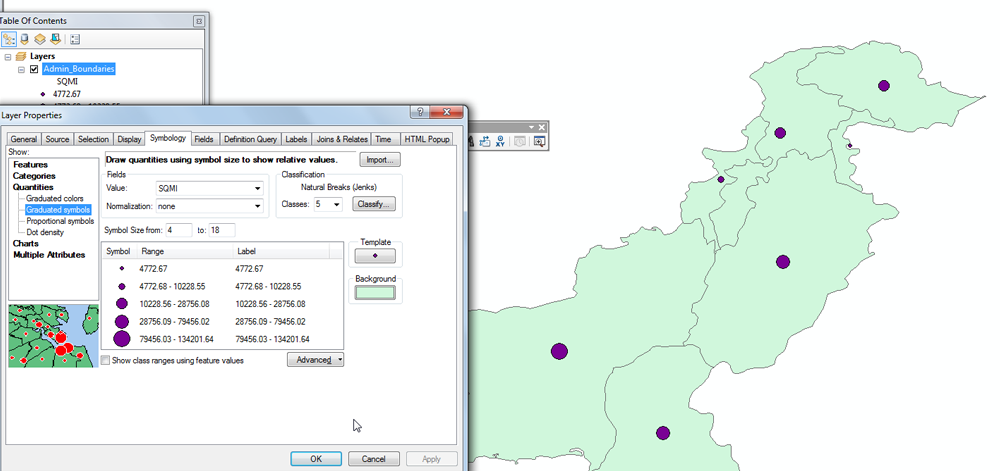 Table Of Contents
Layers
Admin_Boundaries
SQMI
4772.67
4772.68 - 10228.55
Layer Properties
General Source Selection Display Symbology Fields Definition Query Labels Joins & Relates Time HTML Popup
Show:
Features
Categories
Quantities
Graduated colors
Graduated symbols
Proportional symbols
Dot density
Charts
Multiple Attributes
Draw quantities using symbol size to show relative values.
Import...
Fields
Value: SQMI
Normalization: none
Classification
Natural Breaks (Jenks)
Classes: 5 Classify...
Symbol Size from: 4 to: 18
Symbol Range Label
4772.67 4772.67
4772.68 - 10228.55 4772.68 - 10228.55
10228.56 - 28756.08 10228.56 - 28756.08
28756.09 - 79456.02 28756.09 - 79456.02
79456.03 - 134201.64 79456.03 - 134201.64
Template
Background
Show class ranges using feature values
Advanced
OK Cancel Apply
XY